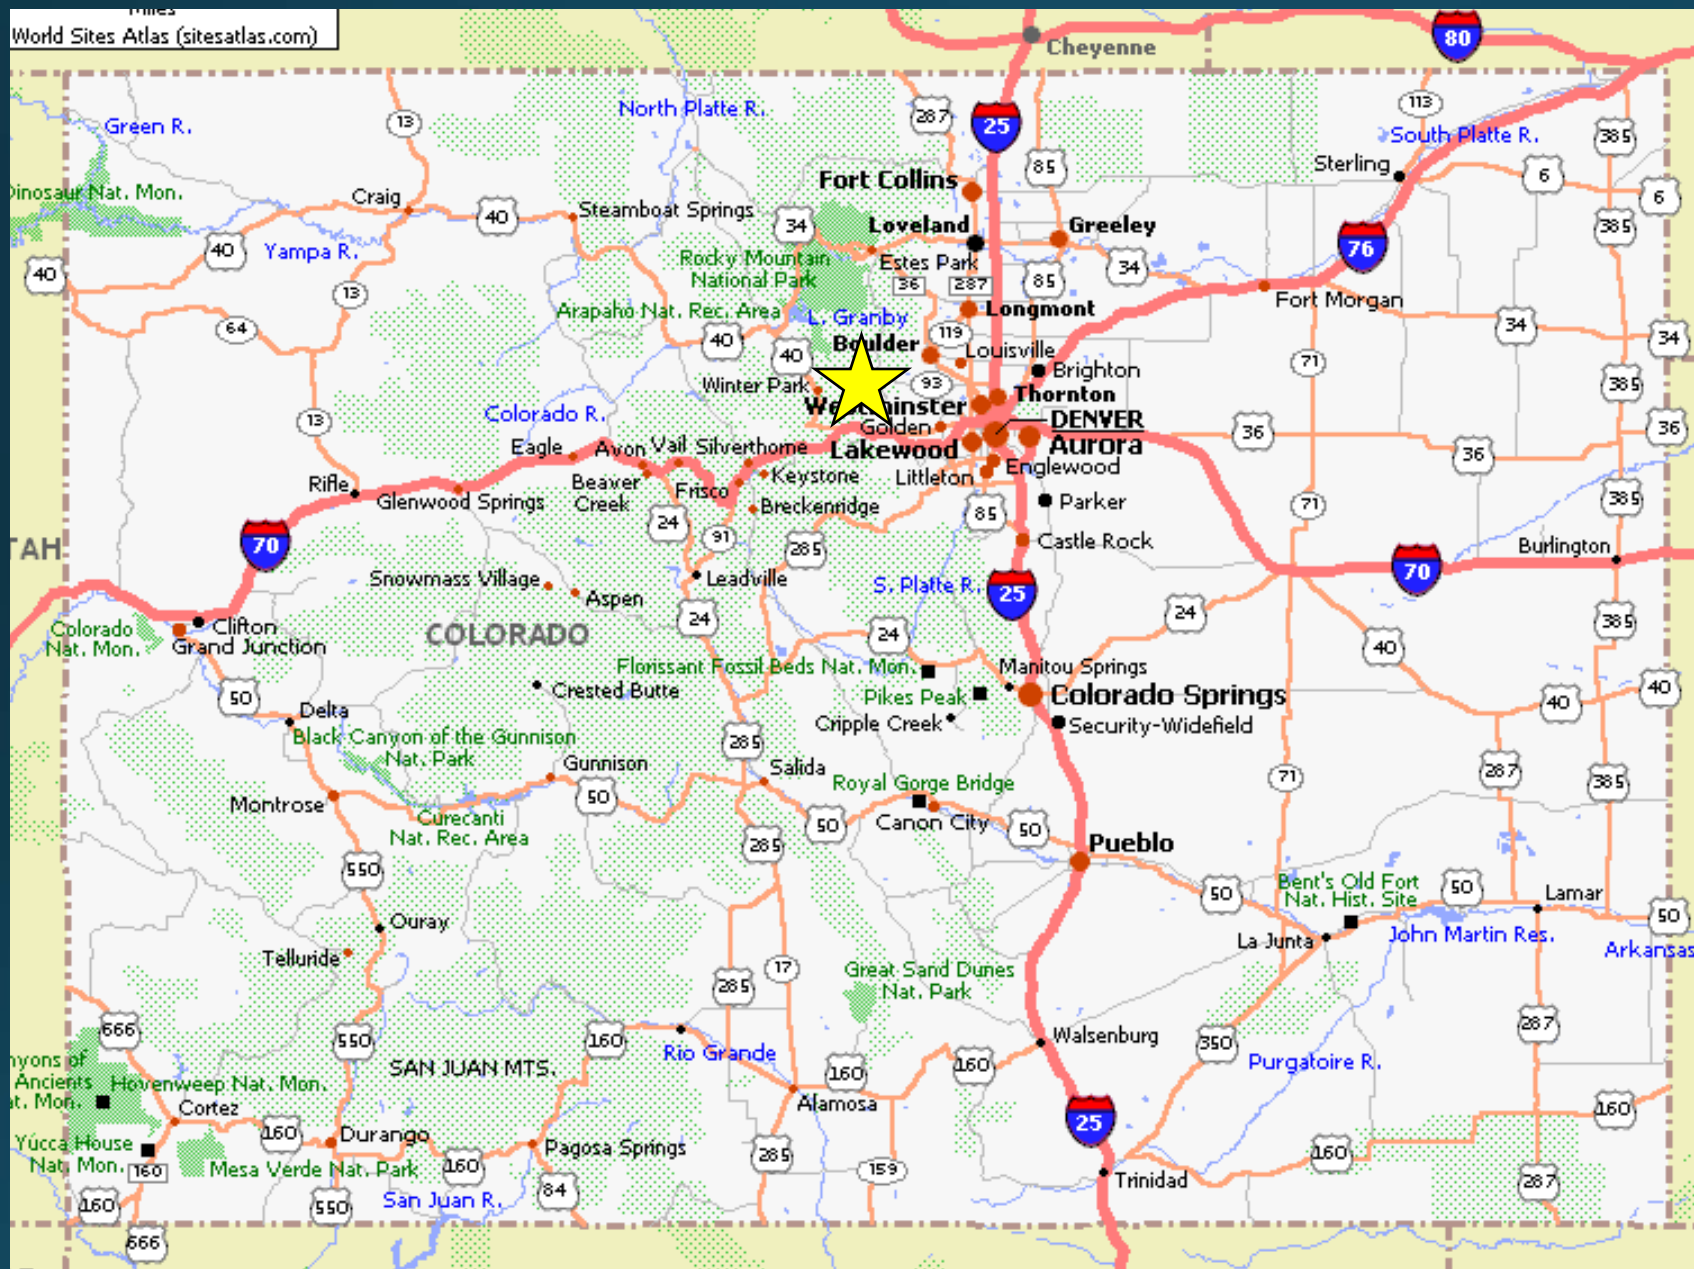 World Sites Atlas (sitesatlas.com)
Cheyenne
80
Green R.
North Platte R.
13
287
25
113
South Platte R.
385
85
Sterling
6
6
Dinosaur Nat. Mon.
Craig
Fort Collins
40
Steamboat Springs
34
Loveland
Greeley
385
40
Yampa R.
Rocky Mountain
National Park
Estes Park
34
76
40
13
36
287
85
Fort Morgan
Arapaho Nat. Rec. Area
L. Granby
Longmont
64
119
34
34
40
40
Boulder
Louisville
71
Brighton
385
Winter Park
93
Thornton
Colorado R.
Golden
DENVER
13
36
36
Eagle
Avon
Vail
Silverthorne
Lakewood
Aurora
36
Rifle
Glenwood Springs
Beaver
Creek
Frisco
Keystone
Littleton
Englewood
385
Breckenridge
Parker
71
24
91
285
85
Castle Rock
70
TAH
Burlington
70
Snowmass Village
Aspen
Leadville
S. Platte R.
25
24
Colorado
Nat. Mon.
Clifton
Grand Junction
COLORADO
24
24
385
40
Florissant Fossil Beds Nat. Mon.
Manitou Springs
50
Crested Butte
Pikes Peak
Colorado Springs
40
40
Delta
Cripple Creek
Security-Widefield
Black Canyon of the Gunnison
Nat. Park
285
Gunnison
Salida
Royal Gorge Bridge
287
385
71
Montrose
50
Curecanti
Nat. Rec. Area
50
Canon City
50
285
Pueblo
550
Bent's Old Fort
Nat. Hist. Site
50
50
Lamar
50
Ouray
La Junta
John Martin Res.
Arkansas
Telluride
17
285
Great Sand Dunes
Nat. Park
666
550
160
Rio Grande
Walsenburg
350
287
Purgatoire R.
SAN JUAN MTS.
160
160
nyons of
Ancients
at. Mon.
Hovenweep Nat. Mon.
Cortez
Alamosa
25
160
Yucca House
Nat. Mon.
160
160
Durango
160
Pagosa Springs
285
159
160
Mesa Verde Nat. Park
Trinidad
160
550
San Juan R.
84
287
666